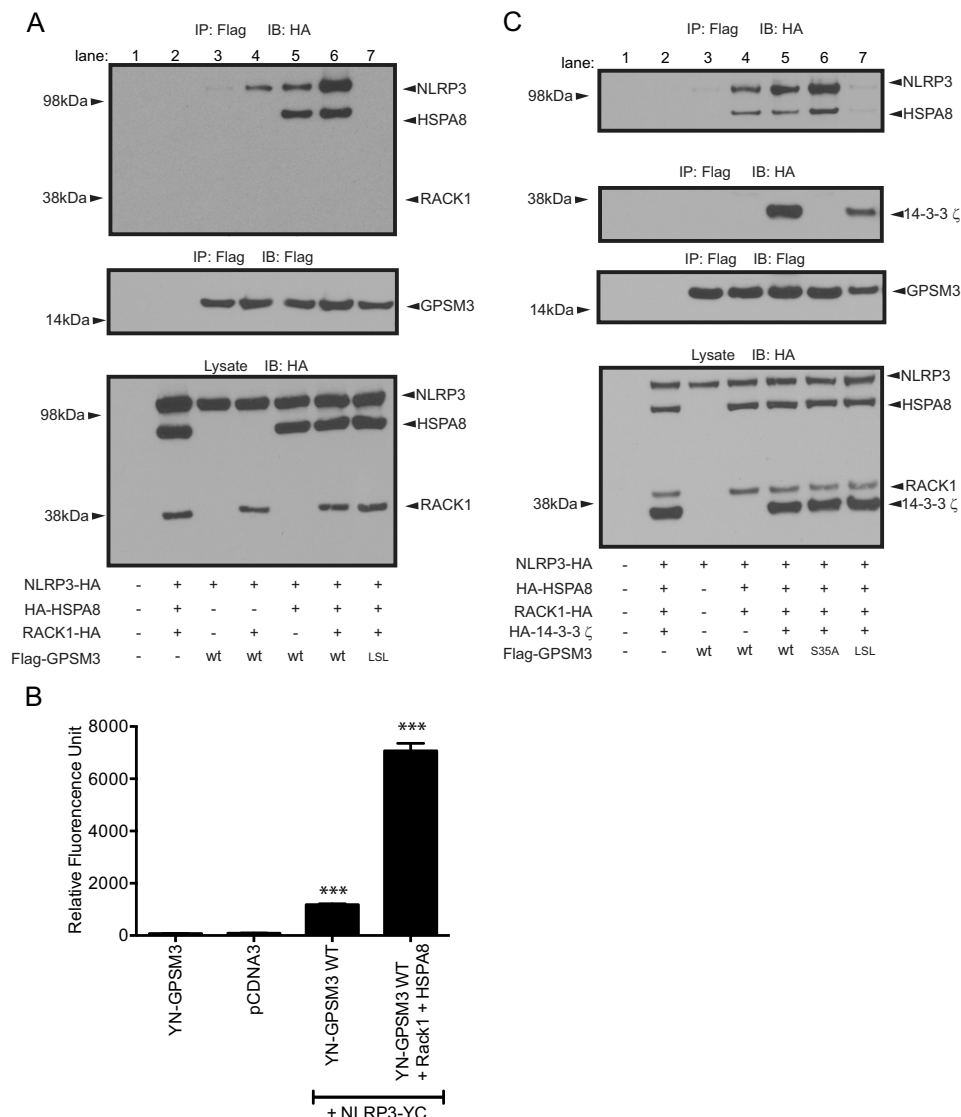 A
IP: Flag IB: HA
lane: 1 2 3 4 5 6 7
98kDa
NLRP3
HSPA8
38kDa
RACK1
IP: Flag IB: Flag
GPSM3
14kDa
Lysate IB: HA
NLRP3
98kDa
HSPA8
RACK1
38kDa
NLRP3-HA - + + + + + +
HA-HSPA8 - + - - + + +
RACK1-HA - + - + - + +
Flag-GPSM3 - - wt wt wt wt LSL
C
IP: Flag IB: HA
lane: 1 2 3 4 5 6 7
NLRP3
98kDa
HSPA8
IP: Flag IB: HA
38kDa
14-3-3 ζ
IP: Flag IB: Flag
GPSM3
14kDa
Lysate IB: HA
NLRP3
HSPA8
RACK1
38kDa
14-3-3 ζ
NLRP3-HA - + + + + + +
HA-HSPA8 - + - + + + +
RACK1-HA - + - + + + +
HA-14-3-3 ζ - + - - + + +
Flag-GPSM3 - - wt wt wt S35A LSL
B
Relative Fluorencence Unit
8000
6000
4000
2000
0
***
***
YN-GPSM3
pCDNA3
YN-GPSM3 WT
YN-GPSM3 WT
+ Rack1 + HSPA8
+ NLRP3-YC